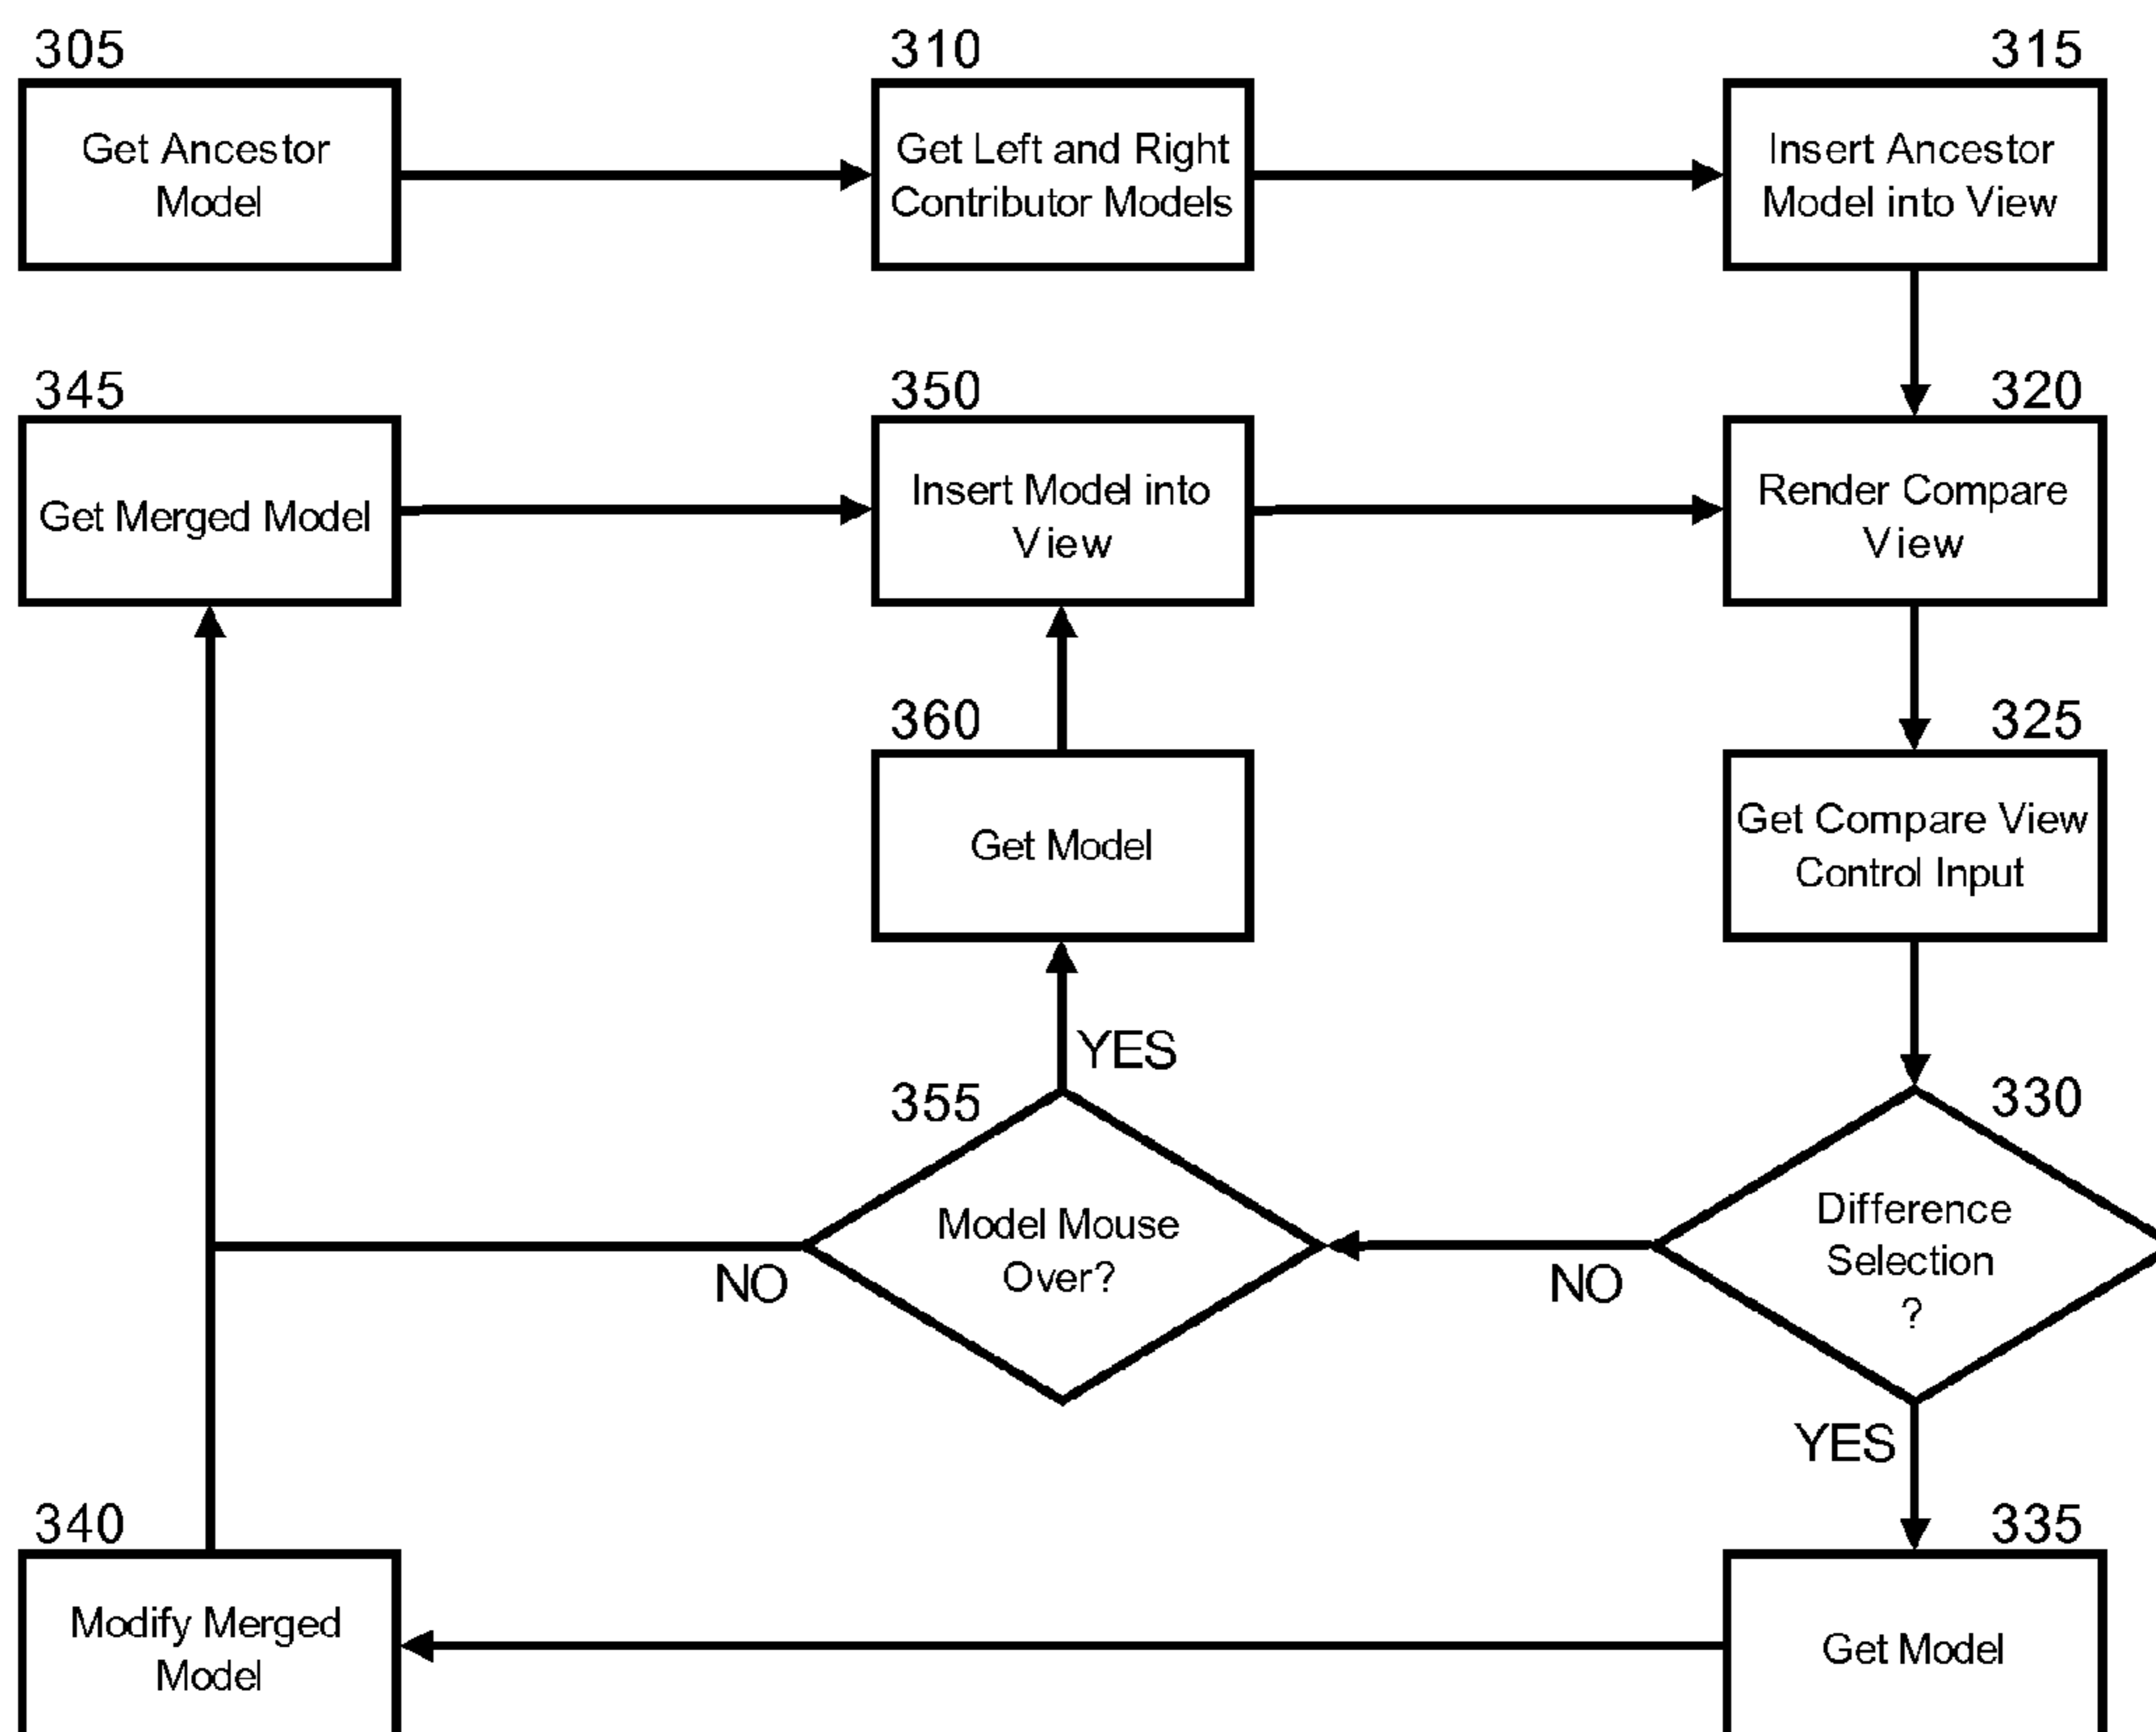 305
Get Ancestor
Model
310
Get Left and Right
Contributor Models
315
Insert Ancestor
Model into View
345
Get Merged Model
350
Insert Model into
View
320
Render Compare
View
360
Get Model
325
Get Compare View
Control Input
YES
355
Model Mouse
Over?
NO
330
Difference
Selection
?
NO
YES
340
Modify Merged
Model
335
Get Model